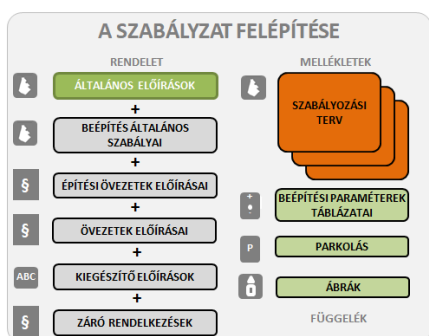 A SZABÁLYZAT FELÉPÍTÉSE
RENDELET
ÁLTALÁNOS ELŐÍRÁSOK
+
BEÉPÍTÉS ÁLTALÁNOS
SZABÁLYAI
+
§
ÉPÍTÉSI ÖVEZETEK ELŐÍRÁSAI
+
§
ÖVEZETEK ELŐÍRÁSAI
+
ABC
KIEGÉSZÍTŐ ELŐÍRÁSOK
+
§
ZÁRÓ RENDELKEZÉSEK
MELLÉKLETEK
SZABÁLYOZÁSI
TERV
BEÉPÍTÉSI PARAMÉTEREK
TÁBLÁZATAI
P
PARKOLÁS
ÁBRÁK
FÜGGELÉK